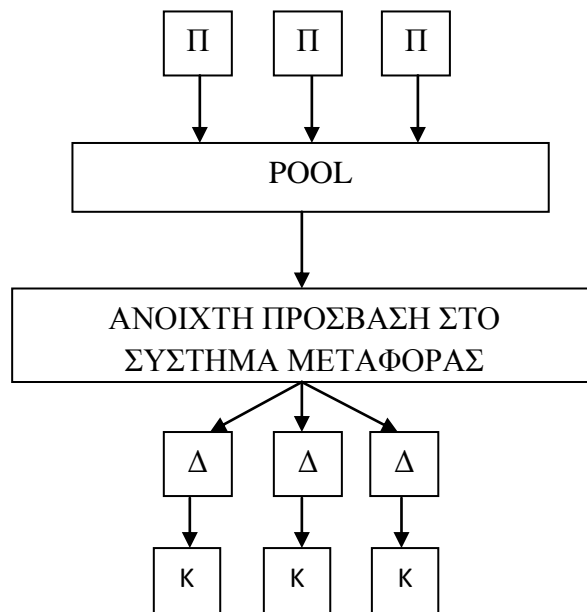 Π Π Π
POOL
ΑΝΟΙΧΤΗ ΠΡΟΣΒΑΣΗ ΣΤΟ
ΣΥΣΤΗΜΑ ΜΕΤΑΦΟΡΑΣ
Δ Δ Δ
Κ Κ Κ